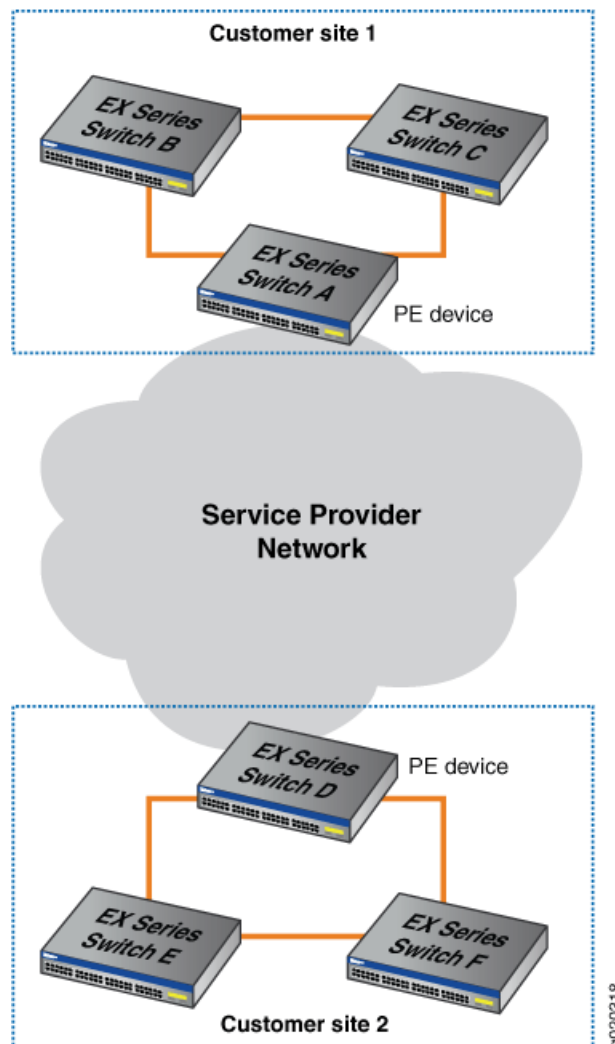 Customer site 1
EX Series
Switch B
EX Series
Switch C
EX Series
Switch A
PE device
Service Provider
Network
EX Series
Switch D
PE device
EX Series
Switch E
EX Series
Switch F
Customer site 2